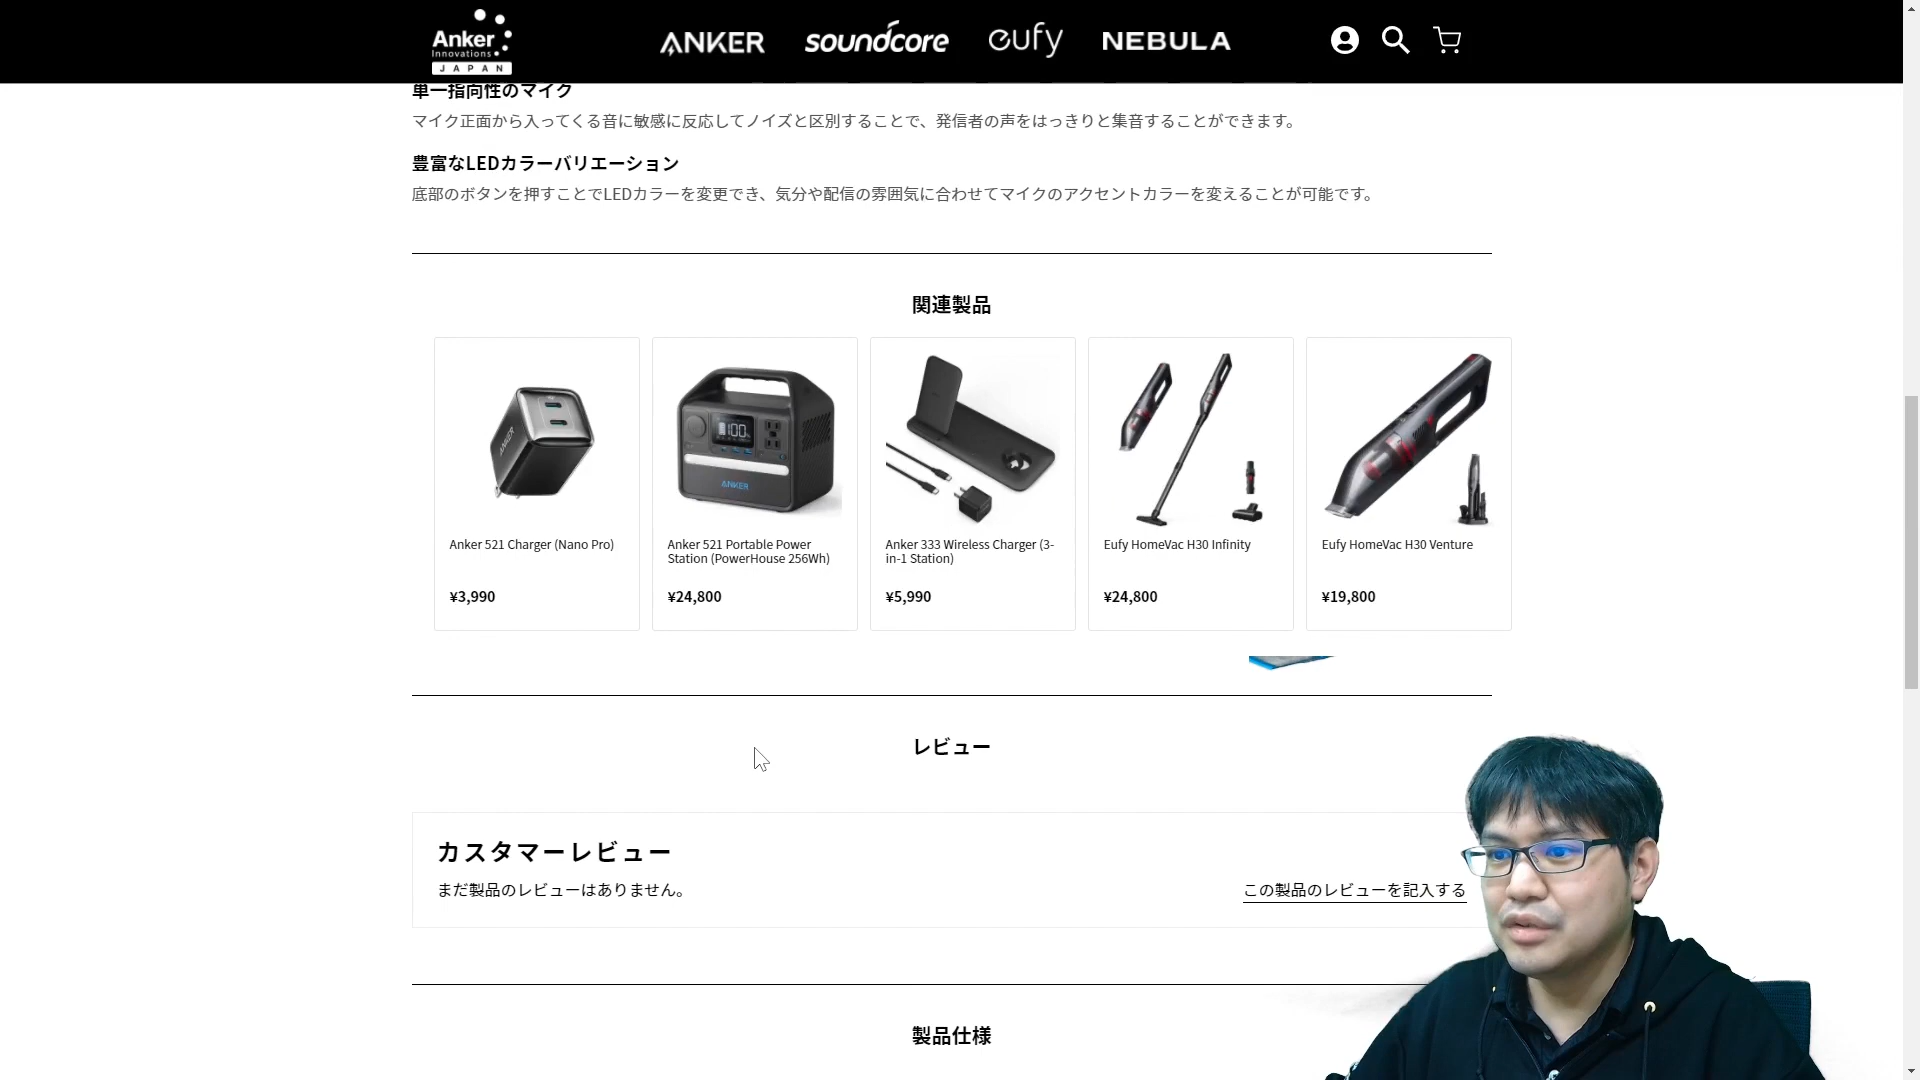 Anker
Innovations
JAPAN
ANKER
soundcore
eufy
NEBULA
単一指向性のマイク
マイク正面から入ってくる音に敏感に反応してノイズと区別することで、発信者の声をはっきりと集音することができます。
豊富なLEDカラーバリエーション
底部のボタンを押すことでLEDカラーを変更でき、気分や配信の雰囲気に合わせてマイクのアクセントカラーを変えることが可能です。
関連製品
ANKER
100
ANKER
Anker 521 Charger (Nano Pro)
¥3,990
Anker 521 Portable Power
Station (PowerHouse 256Wh)
¥24,800
Anker 333 Wireless Charger (3-
in-1 Station)
¥5,990
Eufy HomeVac H30 Infinity
¥24,800
Eufy HomeVac H30 Venture
¥19,800
レビュー
カスタマーレビュー
まだ製品のレビューはありません。
この製品のレビューを記入する
製品仕様